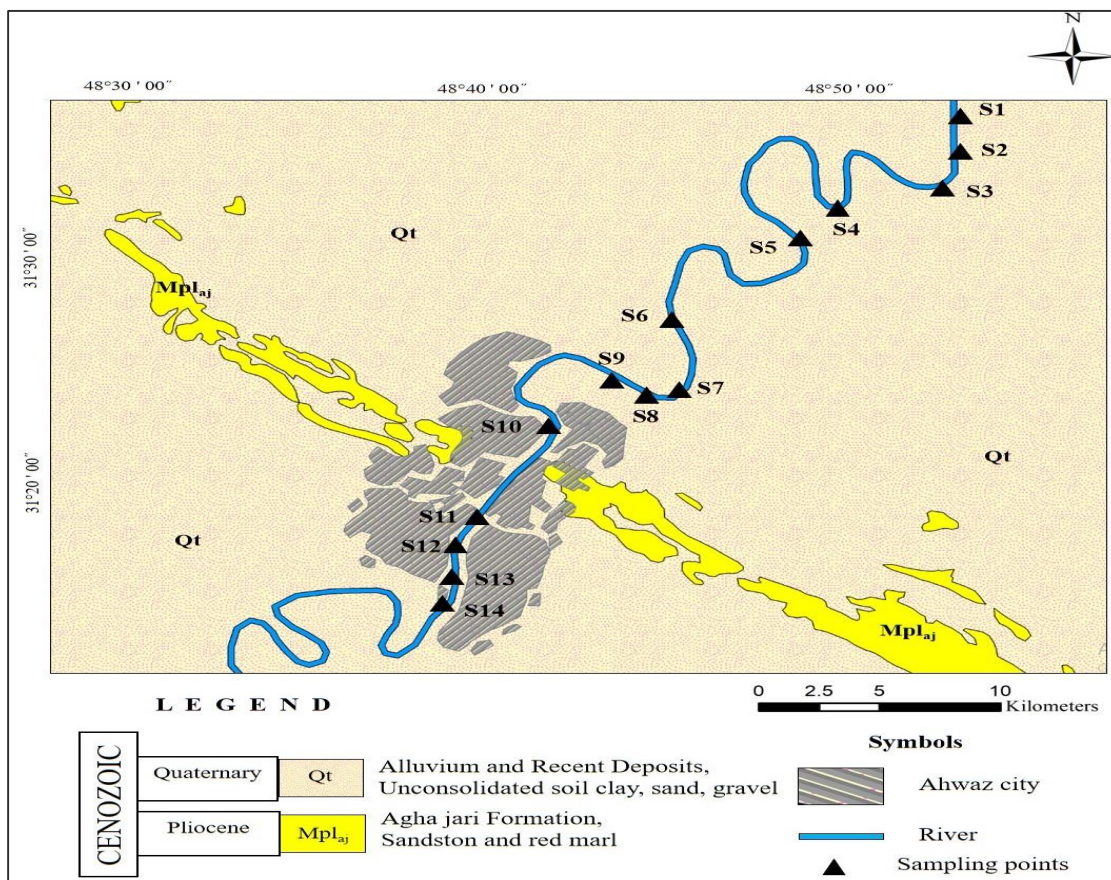 N
48°30 ' 00″ 48°40 ' 00″ 48°50 ' 00″
S1
S2
S3
S4
S5
Qt
31°30 ' 00″
Mplaj
S6
S9
S7
S8
S10
Qt
31°20 ' 00″
S11
Qt
S12
S13
S14
Mplaj
A
LEGEND
0 2.5 5 10
Kilometers
Symbols
CENOZOIC
Quaternary
Qt
Alluvium and Recent Deposits,
Unconsolidated soil clay, sand, gravel
Pliocene
Mplaj
Agha jari Formation,
Sandston and red marl
Ahwaz city
River
Sampling points